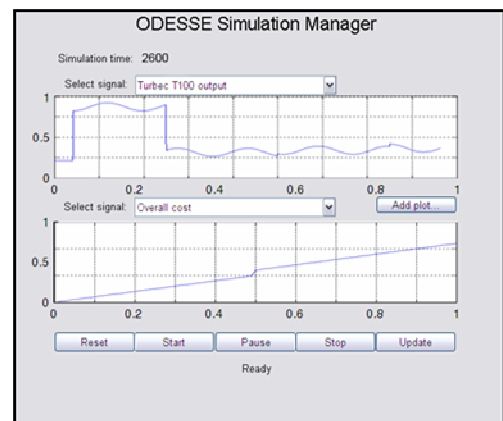 ODESSE Simulation Manager
Simulation time: 2600
Select signal: Turbec T100 output
1
0.5
0
0 0.2 0.4 0.6 0.8 1
Select signal: Overall cost Add plot...
1
0.5
0
0 0.2 0.4 0.6 0.8 1
Reset Start Pause Stop Update
Ready